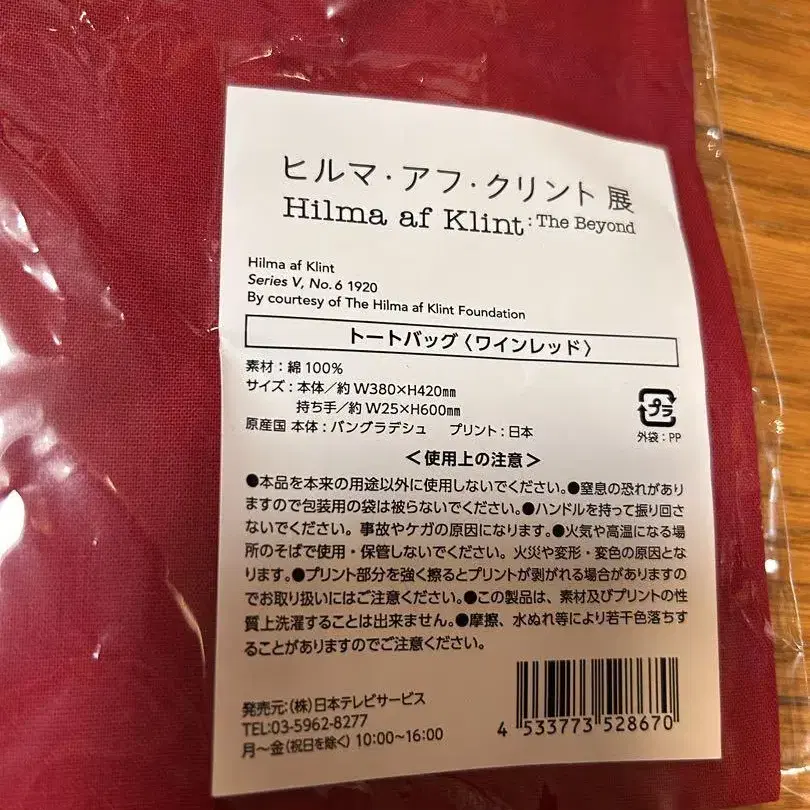 ヒルマ・アフ・クリント 展
Hilma af Klint : The Beyond
Hilma af Klint
Series V, No. 6 1920
By courtesy of The Hilma af Klint Foundation
トートバッグ〈ワインレッド〉
素材：綿100%
サイズ：本体／約 W380×H420㎜
持ち手／約 W25×H600㎜
原産国 本体：バングラデシュ　プリント：日本
プラ
外袋：PP
＜使用上の注意＞
●本品を本来の用途以外に使用しないでください。●窒息の恐れがあり
ますので包装用の袋は被らないでください。●ハンドルを持って振り回さ
ないでください。事故やケガの原因になります。●火気や高温になる場
所のそばで使用・保管しないでください。火災や変形・変色の原因とな
ります。●プリント部分を強く擦るとプリントが剥がれる場合がありますの
でお取り扱いにはご注意ください。●この製品は、素材及びプリントの性
質上洗濯することは出来ません。●摩擦、水ぬれ等により若干色落ちす
ることがありますのでご注意ください。
発売元：（株）日本テレビサービス
TEL:03-5962-8277
月～金（祝日を除く）10:00～16:00
4 533773 528670